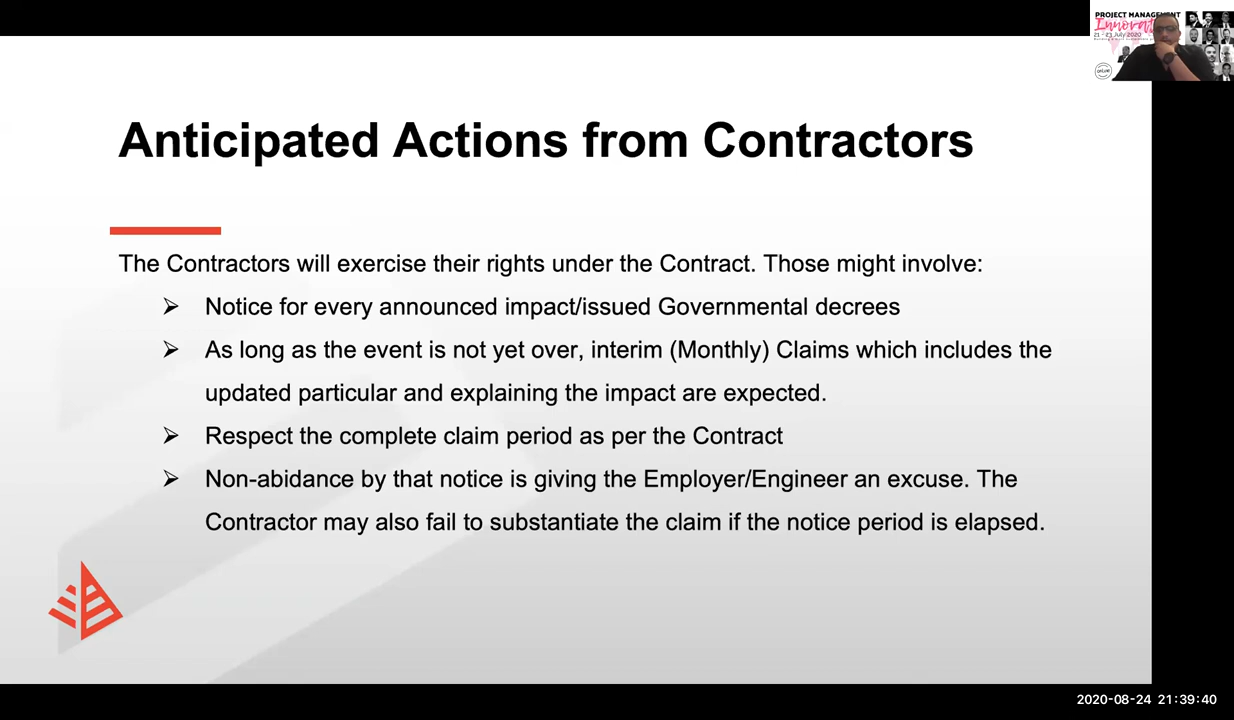 PROJECT MANAGEMENT
21 - 23 July 2020
Anticipated Actions from Contractors
The Contractors will exercise their rights under the Contract. Those might involve:
➢ Notice for every announced impact/issued Governmental decrees
➢ As long as the event is not yet over, interim (Monthly) Claims which includes the
updated particular and explaining the impact are expected.
➢ Respect the complete claim period as per the Contract
➢ Non-abidance by that notice is giving the Employer/Engineer an excuse. The
Contractor may also fail to substantiate the claim if the notice period is elapsed.
2020-08-24 21:39:40